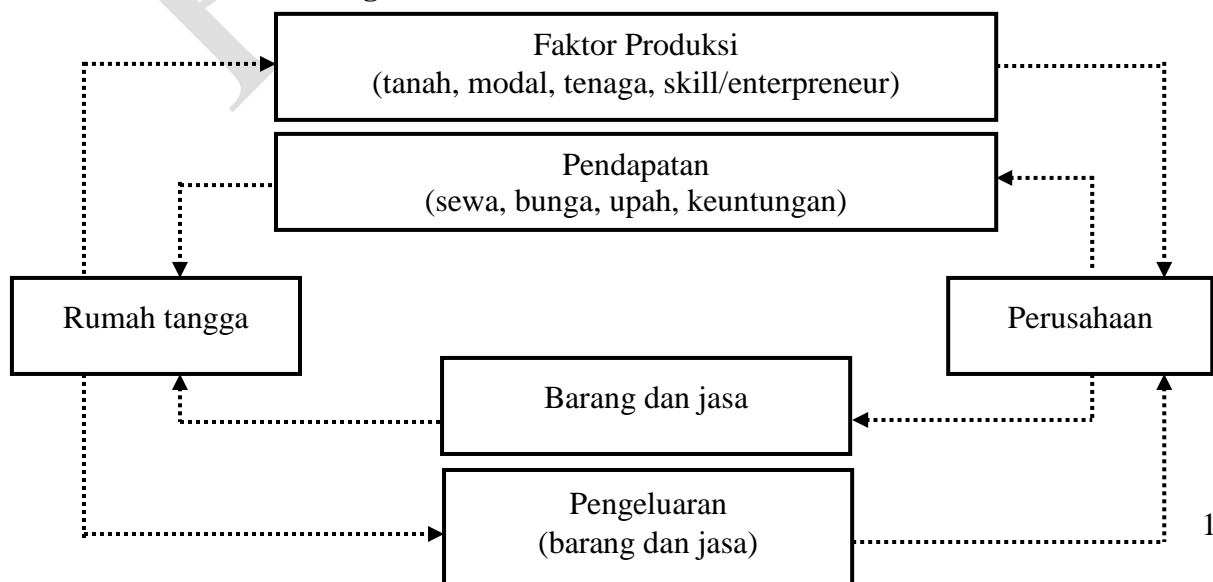 Faktor Produksi
(tanah, modal, tenaga, skill/enterpreneur)
Pendapatan
(sewa, bunga, upah, keuntungan)
Rumah tangga
Perusahaan
Barang dan jasa
Pengeluaran
(barang dan jasa)
1